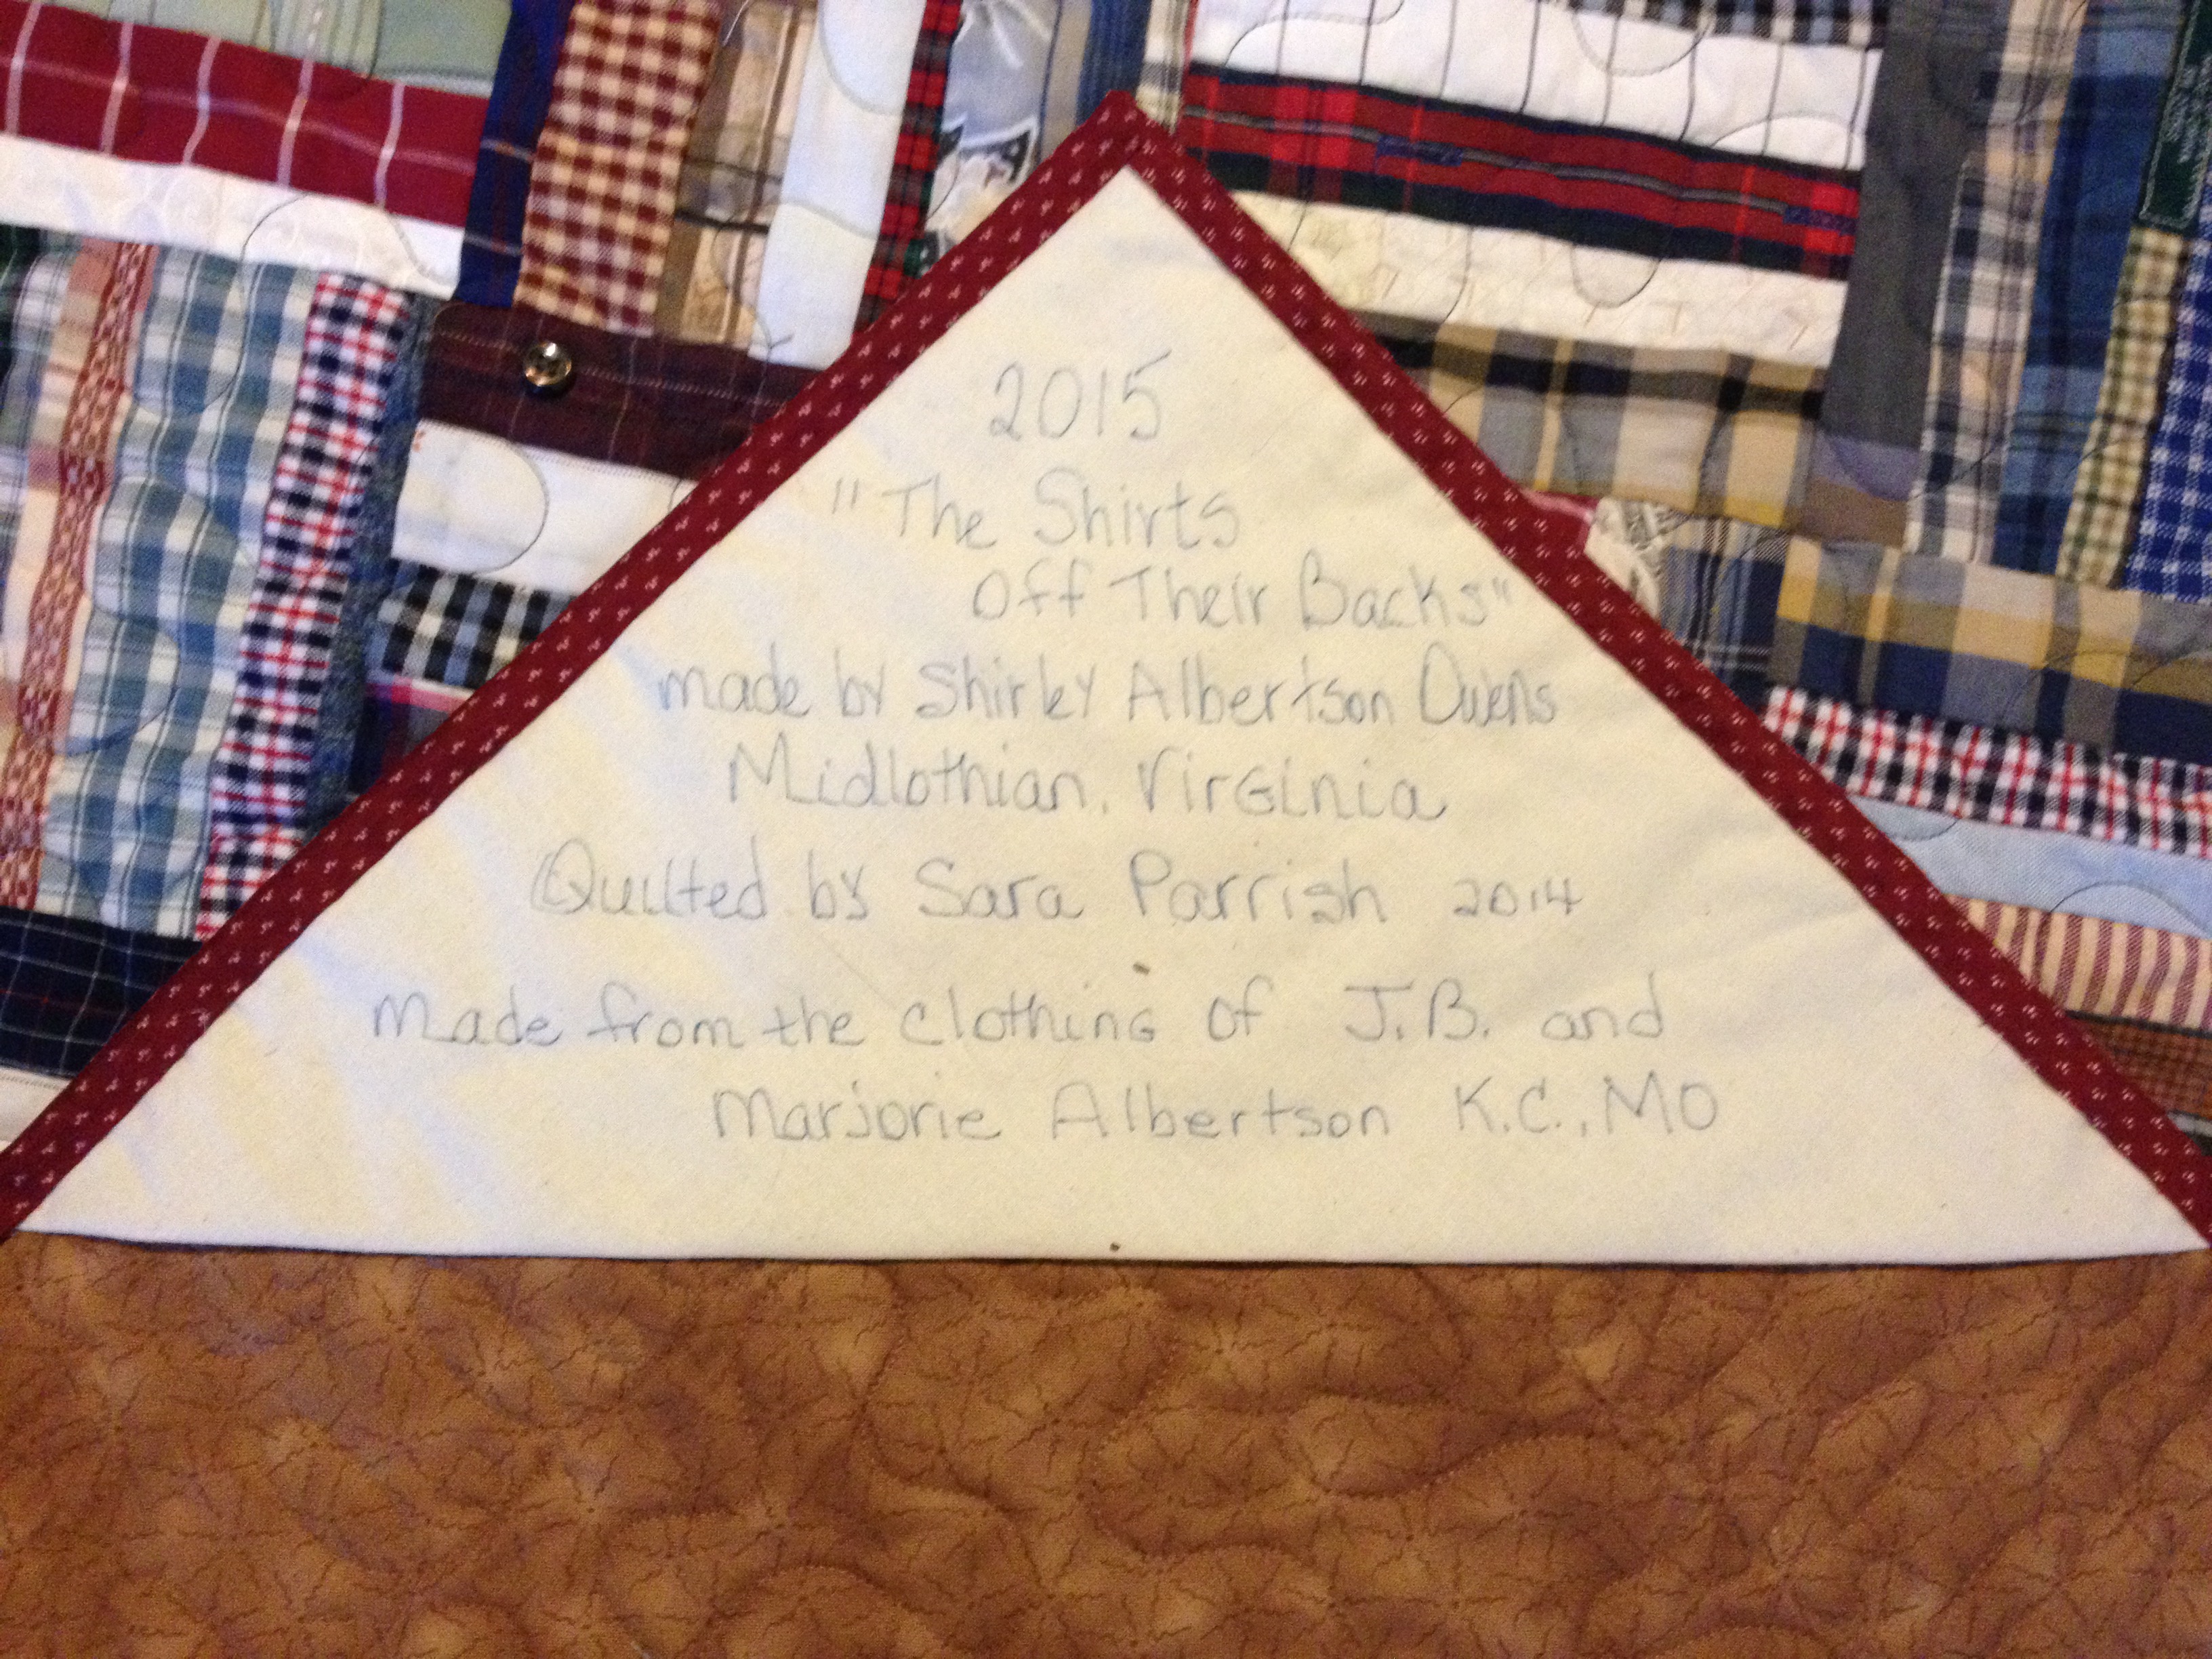 2015
"The Shirts
Off Their Backs"
made by Shirley Albertson Owens
Midlothian, Virginia
Quilted by Sara Parrish 2014
Made from the clothing of J.B. and
Marjorie Albertson K.C., MO